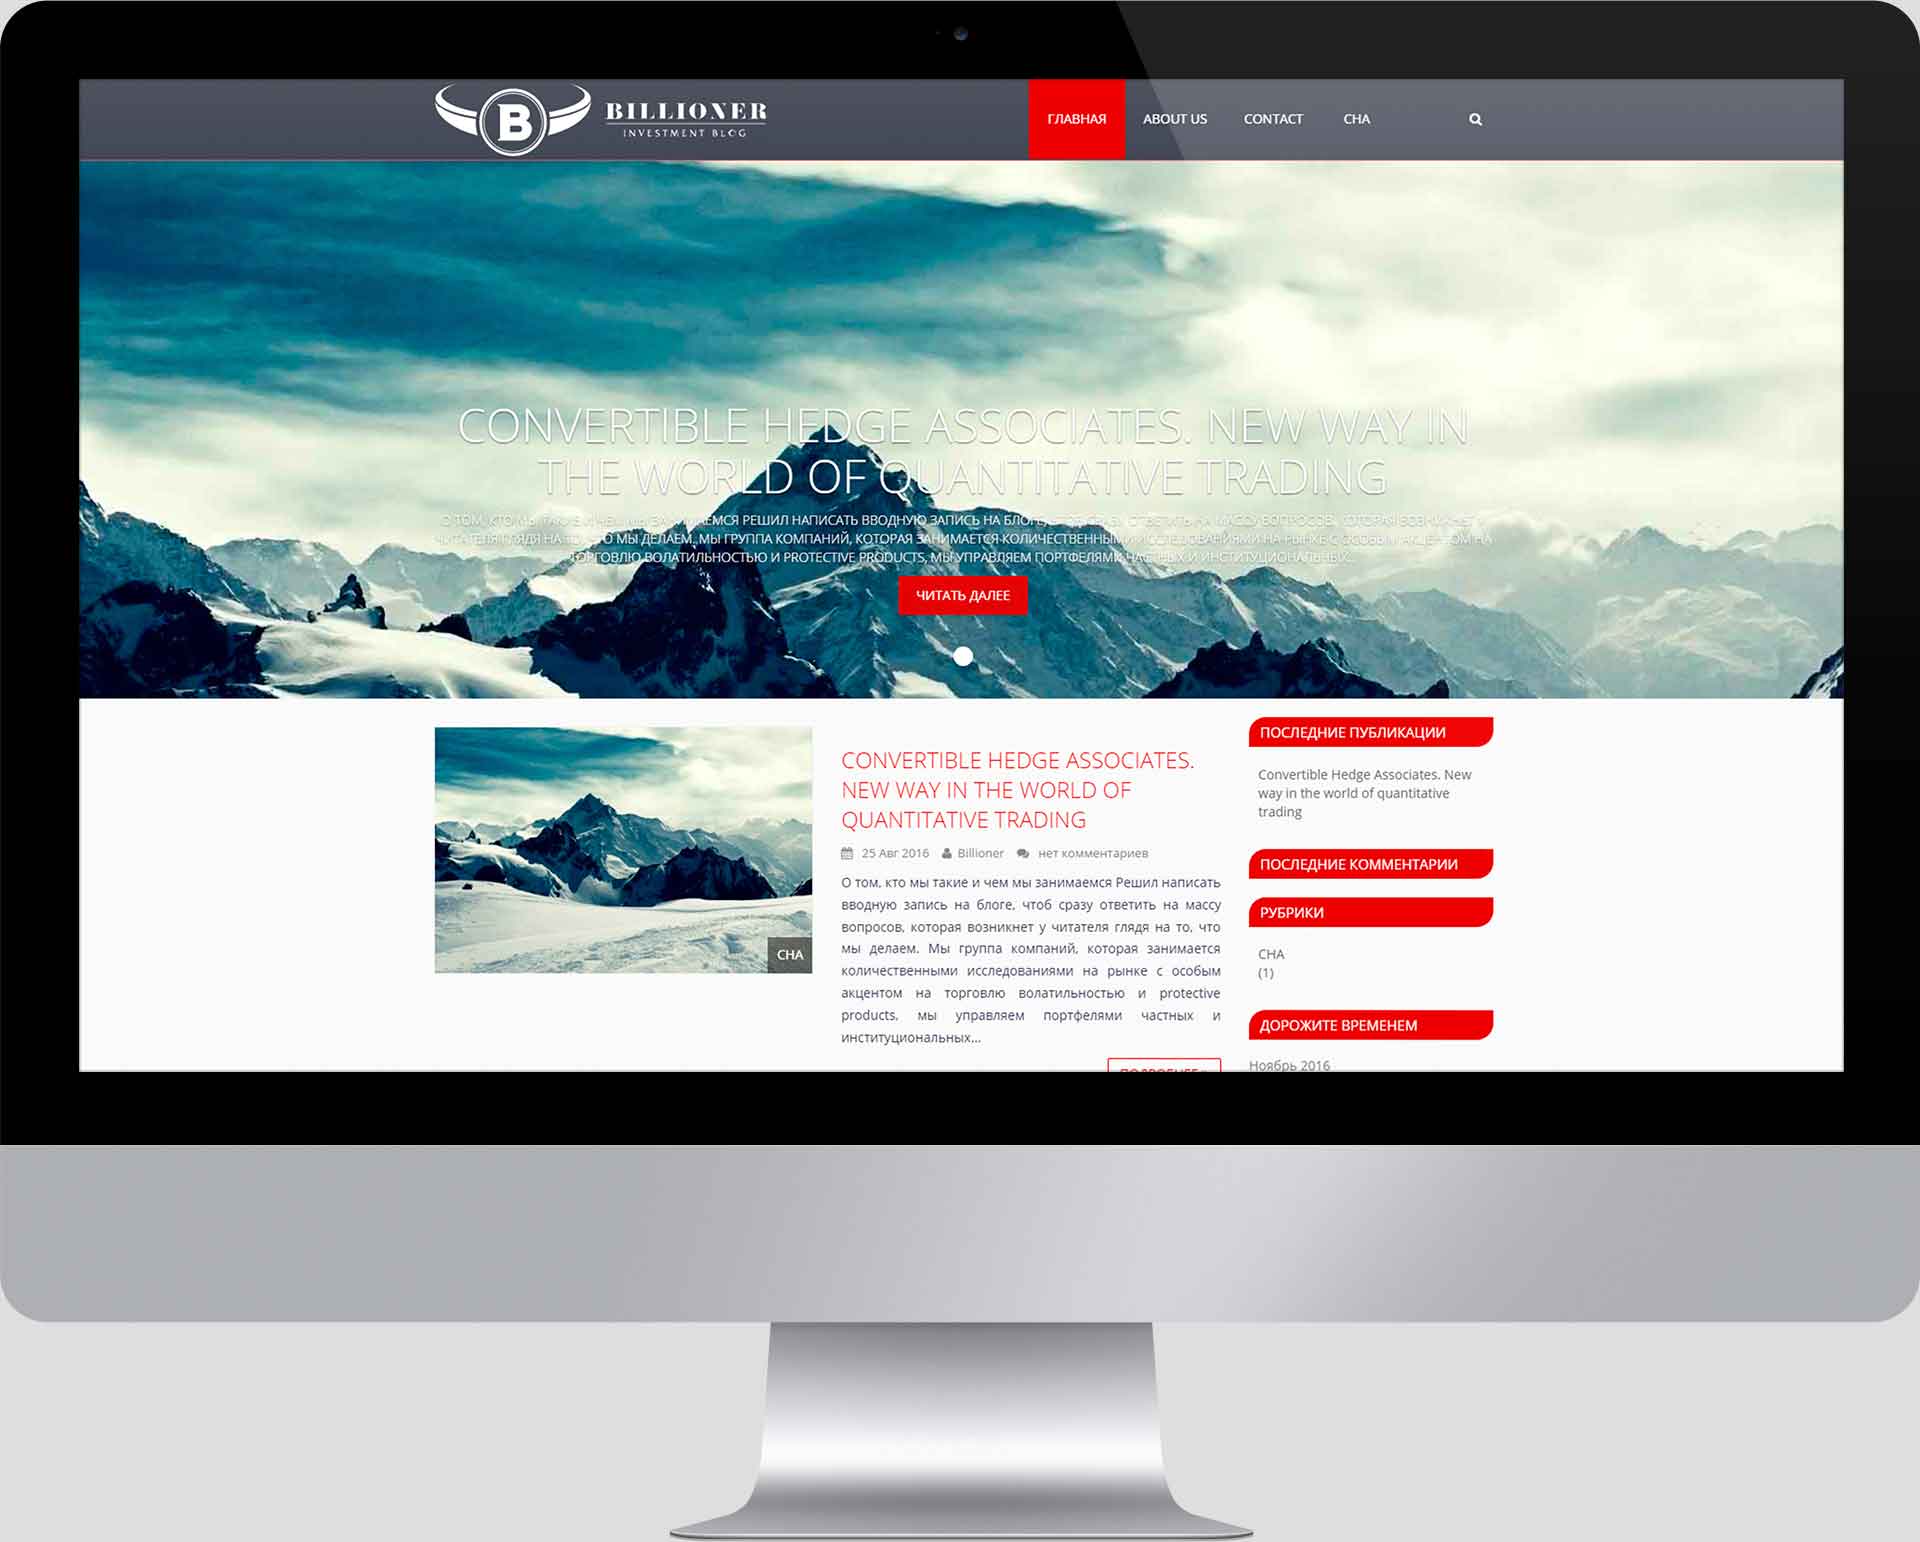 B
BILLIONER
INVESTMENT BLOG
ГЛАВНАЯ
ABOUT US
CONTACT
CHA
CONVERTIBLE HEDGE ASSOCIATES. NEW WAY IN
THE WORLD OF QUANTITATIVE TRADING
О ТОМ, КТО МЫ ТАКИЕ И ЧЕМ МЫ ЗАНИМАЕМСЯ РЕШИЛ НАПИСАТЬ ВВОДНУЮ ЗАПИСЬ НА БЛОГЕ, ЧТОБ СРАЗУ ОТВЕТИТЬ НА МАССУ ВОПРОСОВ, КОТОРАЯ ВОЗНИКНЕТ У
ЧИТАТЕЛЯ ГЛЯДЯ НА ТО, ЧТО МЫ ДЕЛАЕМ. МЫ ГРУППА КОМПАНИЙ, КОТОРАЯ ЗАНИМАЕТСЯ КОЛИЧЕСТВЕННЫМИ ИССЛЕДОВАНИЯМИ НА РЫНКЕ С ОСОБЫМ АКЦЕНТОМ НА
ТОРГОВЛЮ ВОЛАТИЛЬНОСТЬЮ И PROTECTIVE PRODUCTS, МЫ УПРАВЛЯЕМ ПОРТФЕЛЯМИ ЧАСТНЫХ И ИНСТИТУЦИОНАЛЬНЫХ...
ЧИТАТЬ ДАЛЕЕ
CHA
CONVERTIBLE HEDGE ASSOCIATES.
NEW WAY IN THE WORLD OF
QUANTITATIVE TRADING
25 Авг 2016 Billioner нет комментариев
О том, кто мы такие и чем мы занимаемся Решил написать
вводную запись на блоге, чтоб сразу ответить на массу
вопросов, которая возникнет у читателя глядя на то, что
мы делаем. Мы группа компаний, которая занимается
количественными исследованиями на рынке с особым
акцентом на торговлю волатильностью и protective
products, мы управляем портфелями частных и
институциональных...
ПОСЛЕДНИЕ ПУБЛИКАЦИИ
Convertible Hedge Associates. New
way in the world of quantitative
trading
ПОСЛЕДНИЕ КОММЕНТАРИИ
РУБРИКИ
CHA
(1)
ДОРОЖИТЕ ВРЕМЕНЕМ
Ноябрь 2016